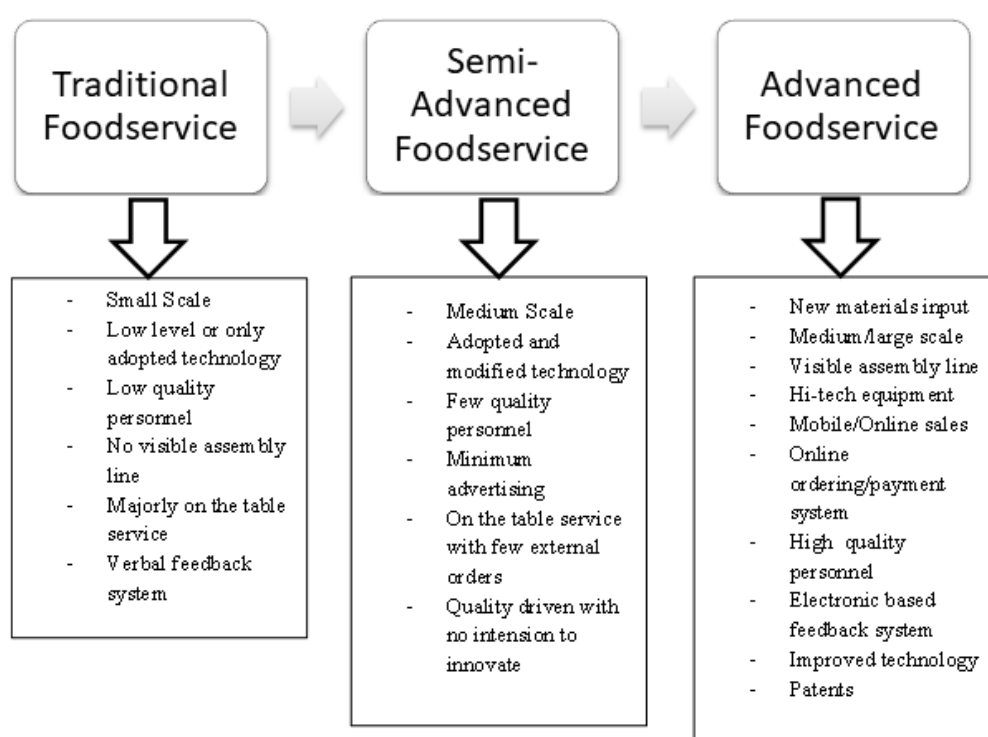 Traditional
Foodservice
Semi-
Advanced
Foodservice
Advanced
Foodservice
- Small Scale
- Low level or only
adopted technology
- Low quality
personnel
- No visible assembly
line
- Majorly on the table
service
- Verbal feedback
system
- Medium Scale
- Adopted and
modified technology
- Few quality
personnel
- Minimum
advertising
- On the table service
with few external
orders
- Quality driven with
no intension to
innovate
- New materials input
- Medium/large scale
- Visible assembly line
- Hi-tech equipment
- Mobile/Online sales
- Online
ordering/payment
system
- High quality
personnel
- Electronic based
feedback system
- Improved technology
- Patents